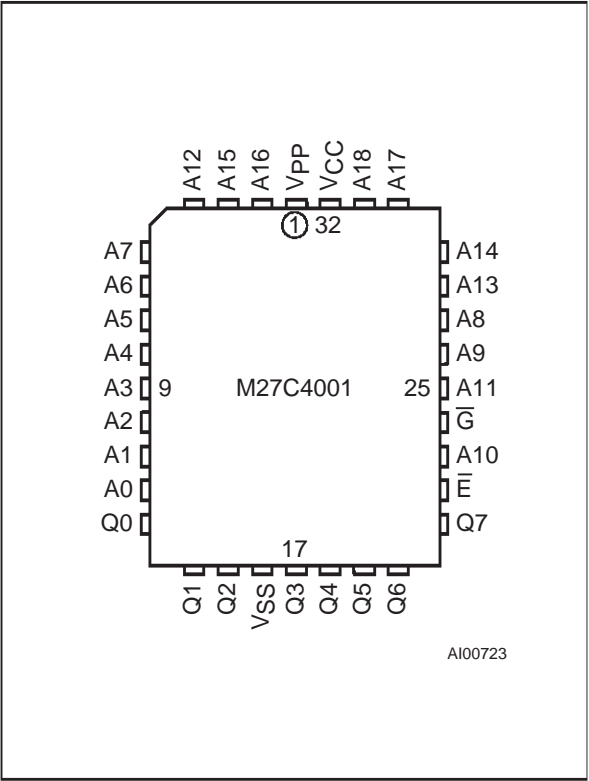 A12 A15 A16 VPP VCC A18 A17
1 32
A7 A14
A6 A13
A5 A8
A4 A9
A3 9 M27C4001 25 A11
A2 G̅
A1 A10
A0 E̅
Q0 Q7
17
Q1 Q2 VSS Q3 Q4 Q5 Q6
AI00723